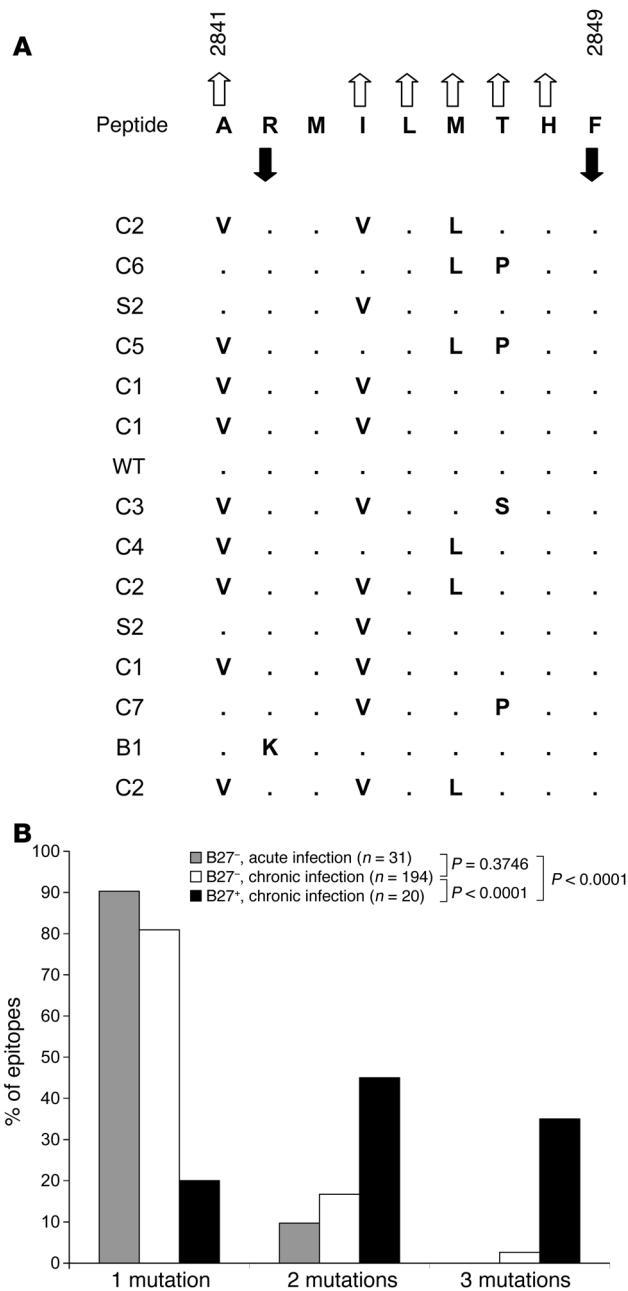 A
2841 2849
Peptide A R M I L M T H F
C2 V . . V . L . . .
C6 . . . . . L P . .
S2 . . . V . . . . .
C5 V . . . . L P . .
C1 V . . V . . . . .
C1 V . . V . . . . .
WT . . . . . . . . .
C3 V . . V . . S . .
C4 V . . . . L . . .
C2 V . . V . L . . .
S2 . . . V . . . . .
C1 V . . V . . . . .
C7 . . . V . . P . .
B1 . K . . . . . . .
C2 V . . V . L . . .
B
B27⁻, acute infection (n = 31)
B27⁻, chronic infection (n = 194)
B27⁺, chronic infection (n = 20)
P = 0.3746
P < 0.0001
P < 0.0001
% of epitopes
100
90
80
70
60
50
40
30
20
10
0
1 mutation 2 mutations 3 mutations